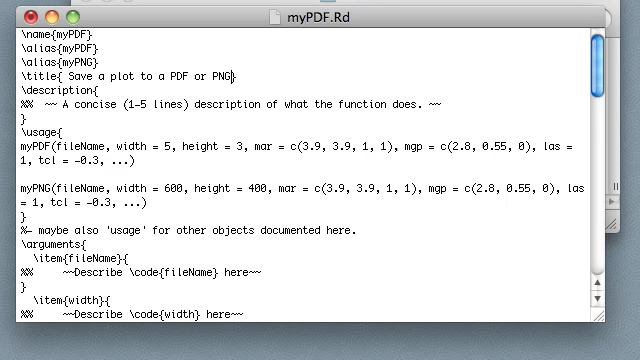 myPDF.Rd
\name{myPDF}
\alias{myPDF}
\alias{myPNG}
\title{ Save a plot to a PDF or PNG}
\description{
%%  ~~ A concise (1-5 lines) description of what the function does. ~~
}
\usage{
myPDF(fileName, width = 5, height = 3, mar = c(3.9, 3.9, 1, 1), mgp = c(2.8, 0.55, 0), las =
1, tcl = -0.3, ...)
myPNG(fileName, width = 600, height = 400, mar = c(3.9, 3.9, 1, 1), mgp = c(2.8, 0.55, 0), las
= 1, tcl = -0.3, ...)
}
%- maybe also 'usage' for other objects documented here.
\arguments{
  \item{fileName}{
%%     ~~Describe \code{fileName} here~~
}
  \item{width}{
%%     ~~Describe \code{width} here~~